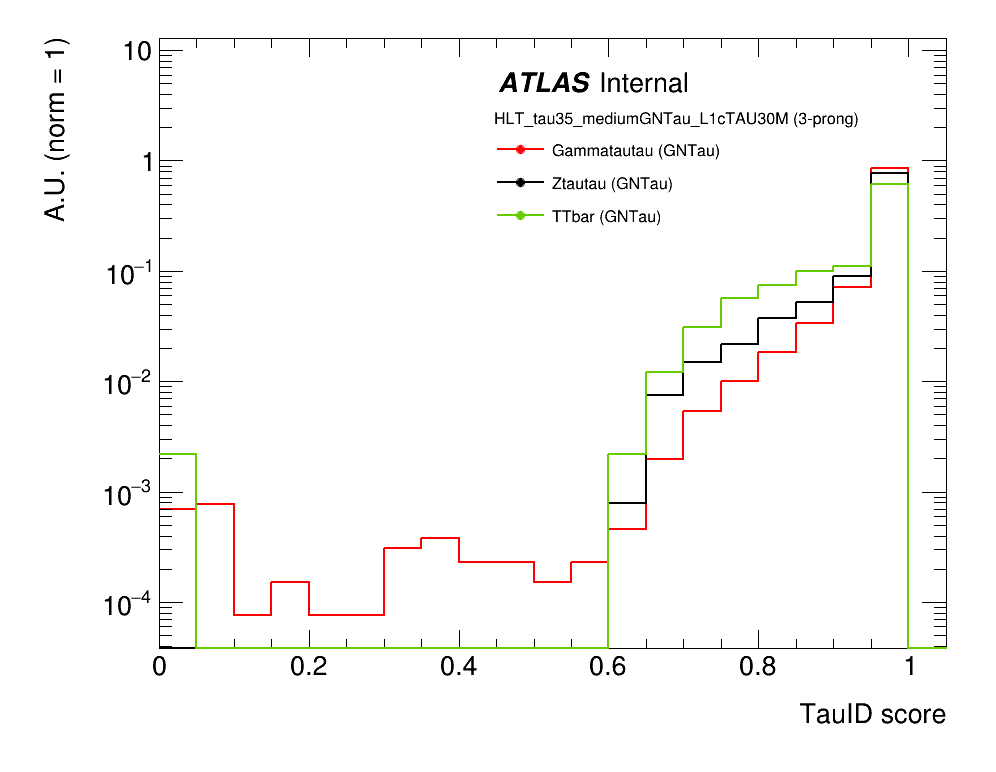 A.U. (norm = 1)
10
1
10⁻¹
10⁻²
10⁻³
10⁻⁴
ATLAS Internal
HLT_tau35_mediumGNTau_L1cTAU30M (3-prong)
Gammatautau (GNTau)
Ztautau (GNTau)
TTbar (GNTau)
0 0.2 0.4 0.6 0.8 1
TauID score